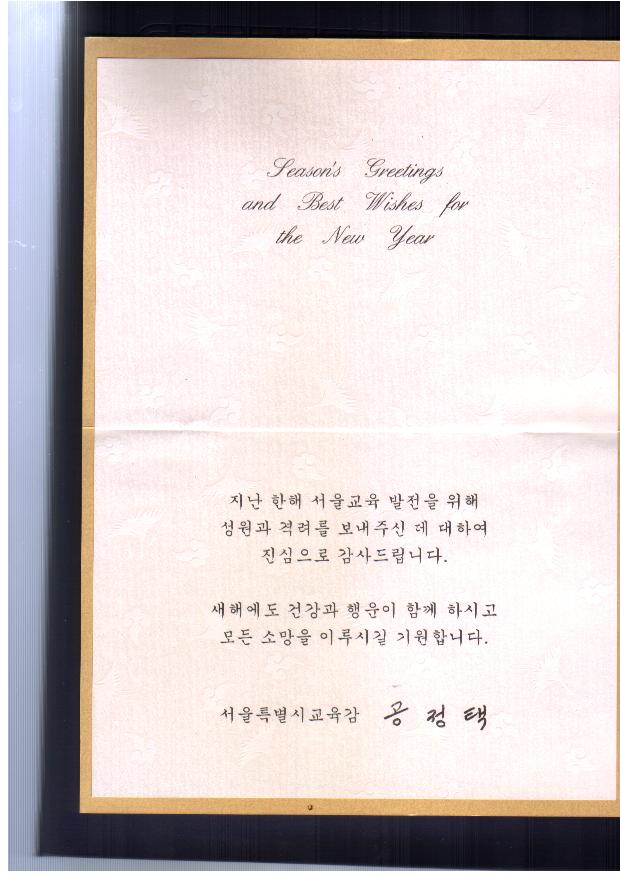 Season's Greetings
and Best Wishes for
the New Year
지난 한해 서울교육 발전을 위해
성원과 격려를 보내주신 데 대하여
진심으로 감사드립니다.
새해에도 건강과 행운이 함께 하시고
모든 소망을 이루시길 기원합니다.
서울특별시교육감 공정택